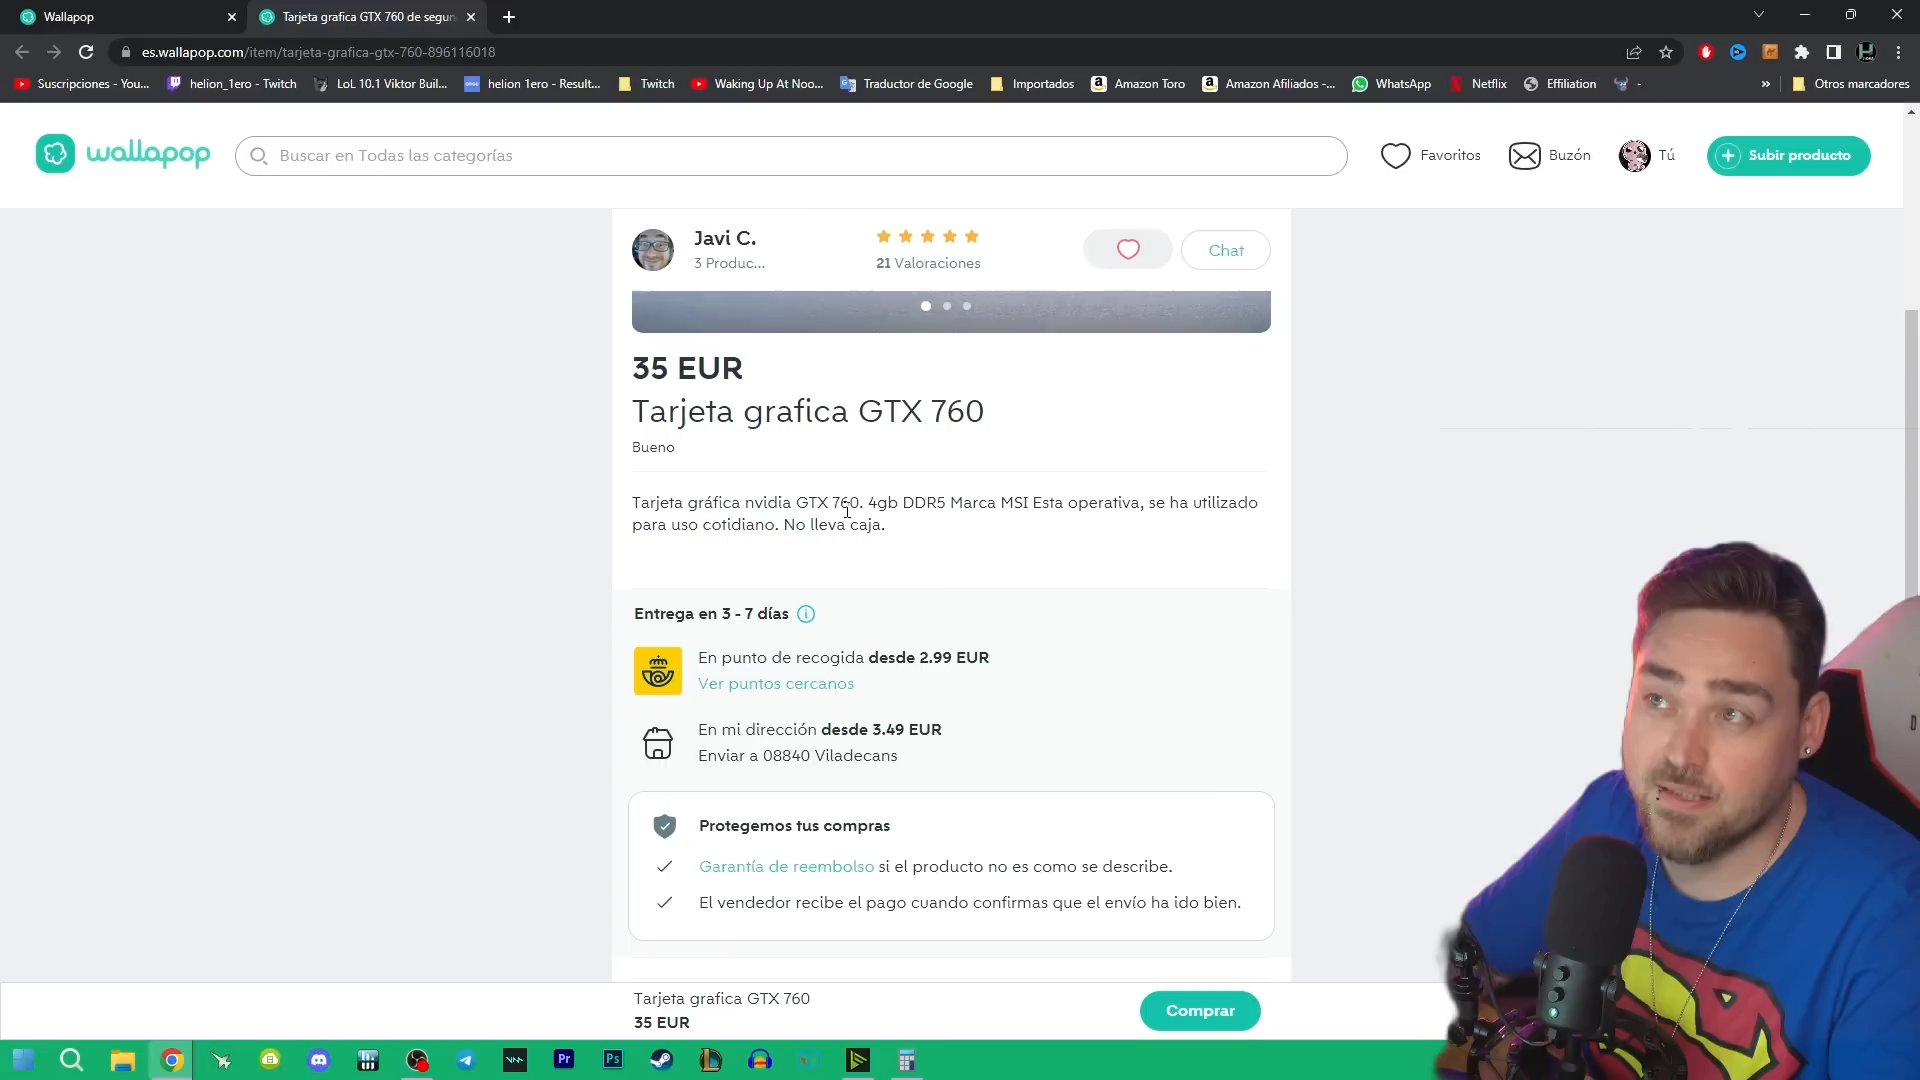 Wallapop
Tarjeta grafica GTX 760 de segun
es.wallapop.com/item/tarjeta-grafica-gtx-760-896116018
Suscripciones - You...
helion_1ero - Twitch
LoL 10.1 Viktor Buil...
helion 1ero - Result...
Twitch
Waking Up At Noo...
Traductor de Google
Importados
Amazon Toro
Amazon Afiliados -...
WhatsApp
Netflix
Effiliation
-
»
Otros marcadores
wallapop
Buscar en Todas las categorías
Favoritos
Buzón
Tú
Subir producto
Javi C.
3 Produc...
21 Valoraciones
Chat
35 EUR
Tarjeta grafica GTX 760
Bueno
Tarjeta gráfica nvidia GTX 760. 4gb DDR5 Marca MSI Esta operativa, se ha utilizado
para uso cotidiano. No lleva caja.
Entrega en 3 - 7 días
En punto de recogida desde 2.99 EUR
Ver puntos cercanos
En mi dirección desde 3.49 EUR
Enviar a 08840 Viladecans
Protegemos tus compras
Garantía de reembolso si el producto no es como se describe.
El vendedor recibe el pago cuando confirmas que el envío ha ido bien.
Tarjeta grafica GTX 760
35 EUR
Comprar
Pr
Ps